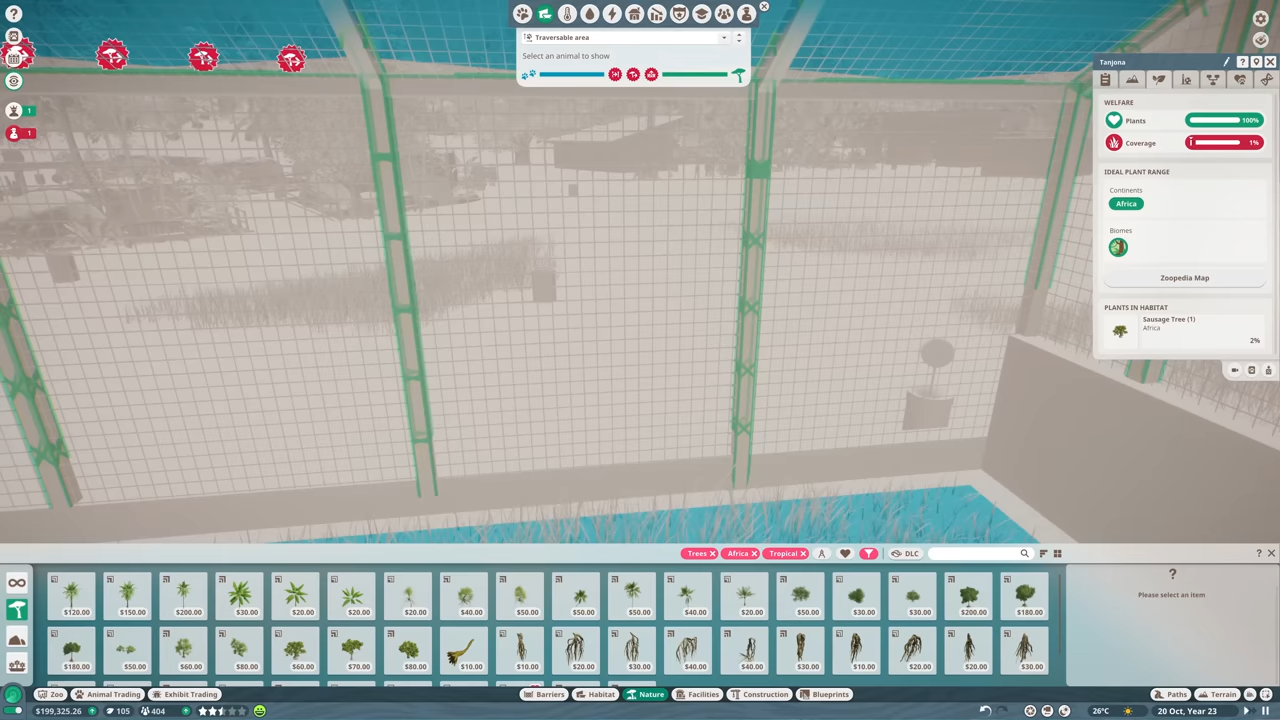 ?
Traversable area
Select an animal to show
1
1
Tanjona
?
WELFARE
Plants
100%
Coverage
1%
IDEAL PLANT RANGE
Continents
Africa
Biomes
Zoopedia Map
PLANTS IN HABITAT
Sausage Tree (1)
Africa
2%
Trees
Africa
Tropical
DLC
?
$120.00 $150.00 $200.00 $30.00 $20.00 $20.00 $20.00 $40.00 $50.00 $50.00 $50.00 $40.00 $20.00 $50.00 $30.00 $30.00 $200.00 $180.00
$180.00 $50.00 $60.00 $80.00 $60.00 $70.00 $80.00 $10.00 $10.00 $20.00 $30.00 $40.00 $40.00 $30.00 $10.00 $20.00 $20.00 $30.00
?
Please select an item
Zoo Animal Trading Exhibit Trading Barriers Habitat Nature Facilities Construction Blueprints Paths Terrain
$199,325.26 105 404 26°C 20 Oct, Year 23